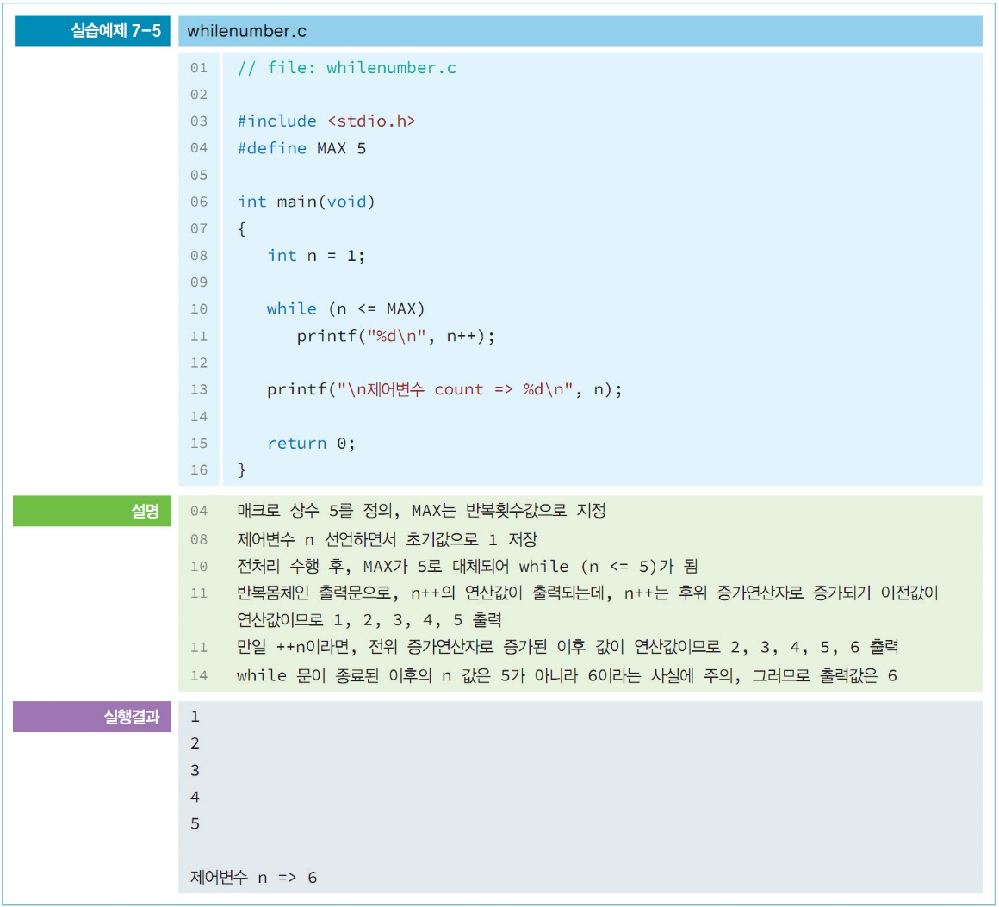 실습예제 7-5 whilenumber.c
01 // file: whilenumber.c
02
03 #include <stdio.h>
04 #define MAX 5
05
06 int main(void)
07 {
08 int n = 1;
09
10 while (n <= MAX)
11 printf("%d\n", n++);
12
13 printf("\n제어변수 count => %d\n", n);
14
15 return 0;
16 }
설명 04 매크로 상수 5를 정의, MAX는 반복횟수값으로 지정
08 제어변수 n 선언하면서 초기값으로 1 저장
10 전처리 수행 후, MAX가 5로 대체되어 while (n <= 5)가 됨
11 반복몸체인 출력문으로, n++의 연산값이 출력되는데, n++는 후위 증가연산자로 증가되기 이전값이
연산값이므로 1, 2, 3, 4, 5 출력
11 만일 ++n이라면, 전위 증가연산자로 증가된 이후 값이 연산값이므로 2, 3, 4, 5, 6 출력
14 while 문이 종료된 이후의 n 값은 5가 아니라 6이라는 사실에 주의, 그러므로 출력값은 6
실행결과 1
2
3
4
5
제어변수 n => 6